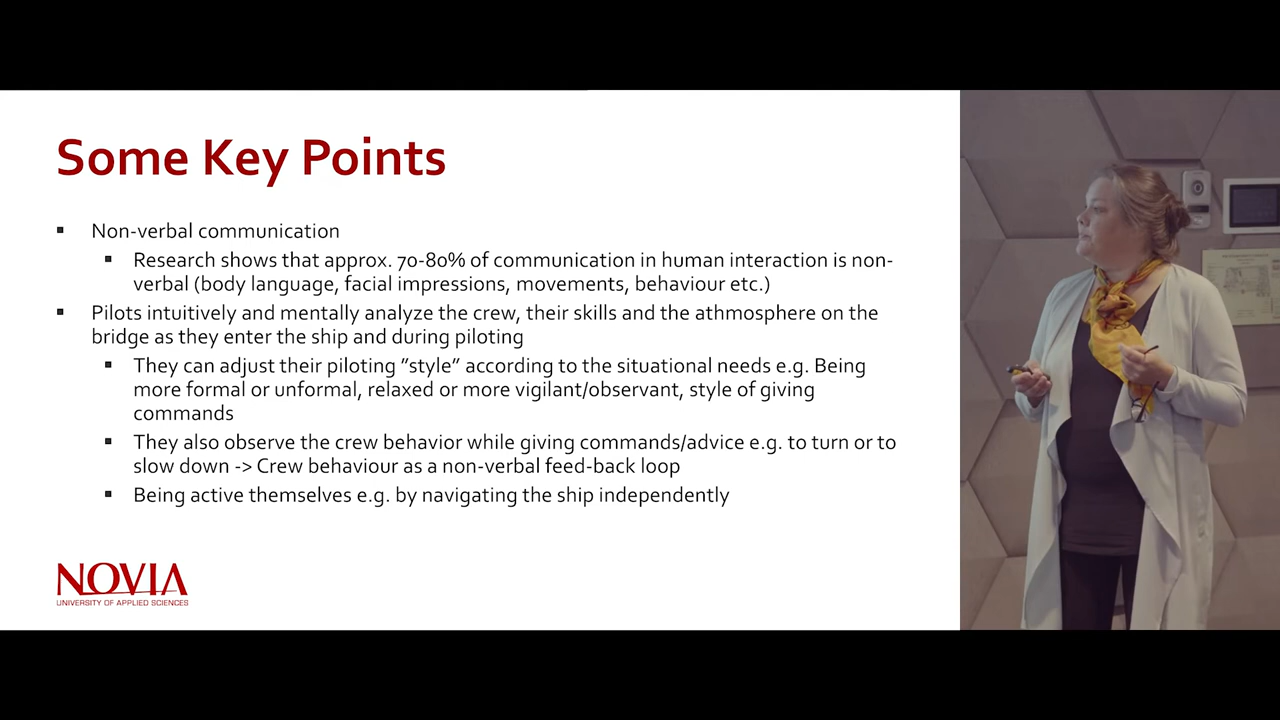 Some Key Points
▪ Non-verbal communication
▪ Research shows that approx. 70-80% of communication in human interaction is non-
verbal (body language, facial impressions, movements, behaviour etc.)
▪ Pilots intuitively and mentally analyze the crew, their skills and the athmosphere on the
bridge as they enter the ship and during piloting
▪ They can adjust their piloting ”style” according to the situational needs e.g. Being
more formal or unformal, relaxed or more vigilant/observant, style of giving
commands
▪ They also observe the crew behavior while giving commands/advice e.g. to turn or to
slow down -> Crew behaviour as a non-verbal feed-back loop
▪ Being active themselves e.g. by navigating the ship independently
NOVIA
UNIVERSITY OF APPLIED SCIENCES